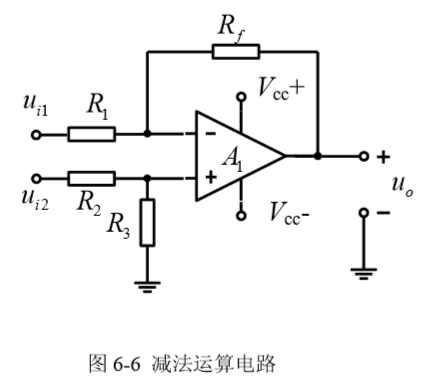 R_f
V_cc+
u_i1
R_1
-
A_1
+
+
u_o
u_i2
R_2
R_3
V_cc-
-
图 6-6 减法运算电路